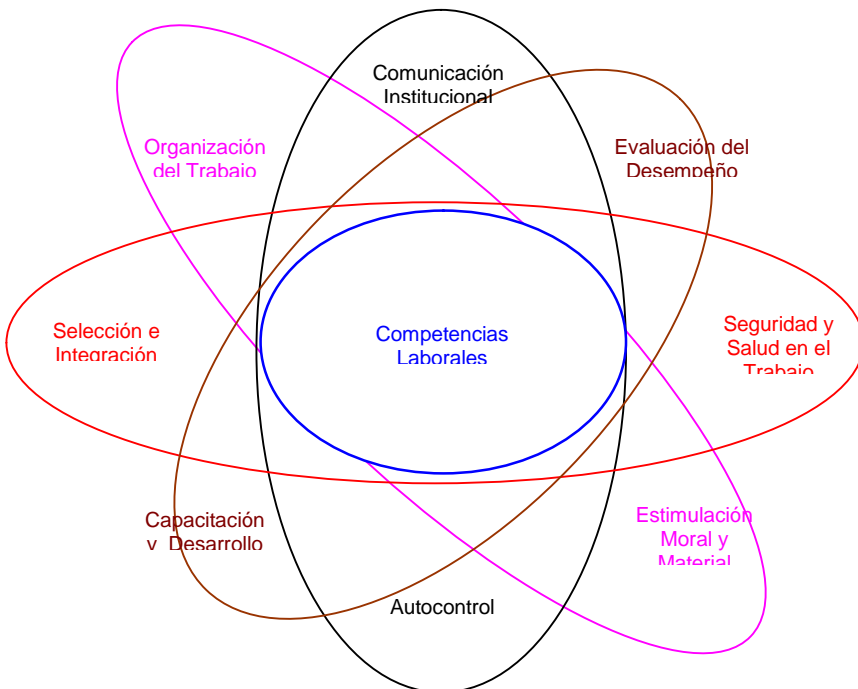 Comunicación
Institucional
Organización
del Trabajo
Evaluación del
Desempeño
Selección e
Integración
Competencias
Laborales
Seguridad y
Salud en el
Trabajo
Capacitación
y Desarrollo
Estimulación
Moral y
Material
Autocontrol